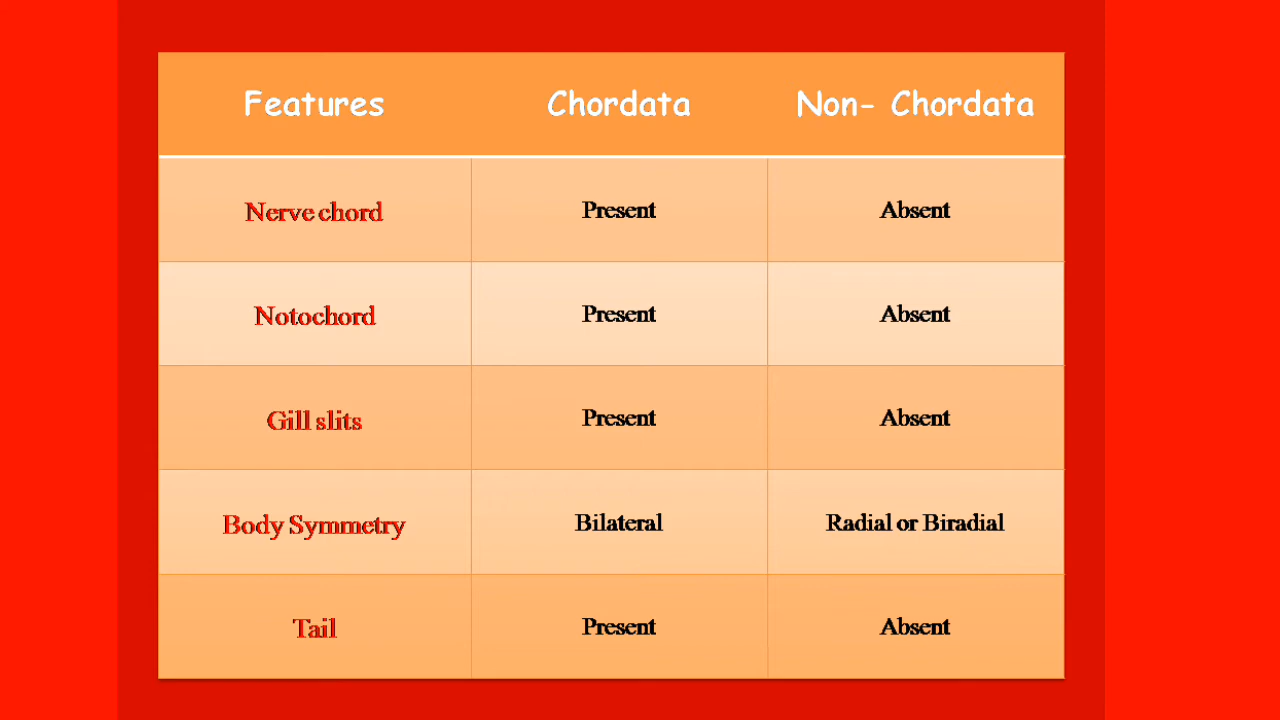 Features Chordata Non- Chordata
Nerve chord Present Absent
Notochord Present Absent
Gill slits Present Absent
Body Symmetry Bilateral Radial or Biradial
Tail Present Absent